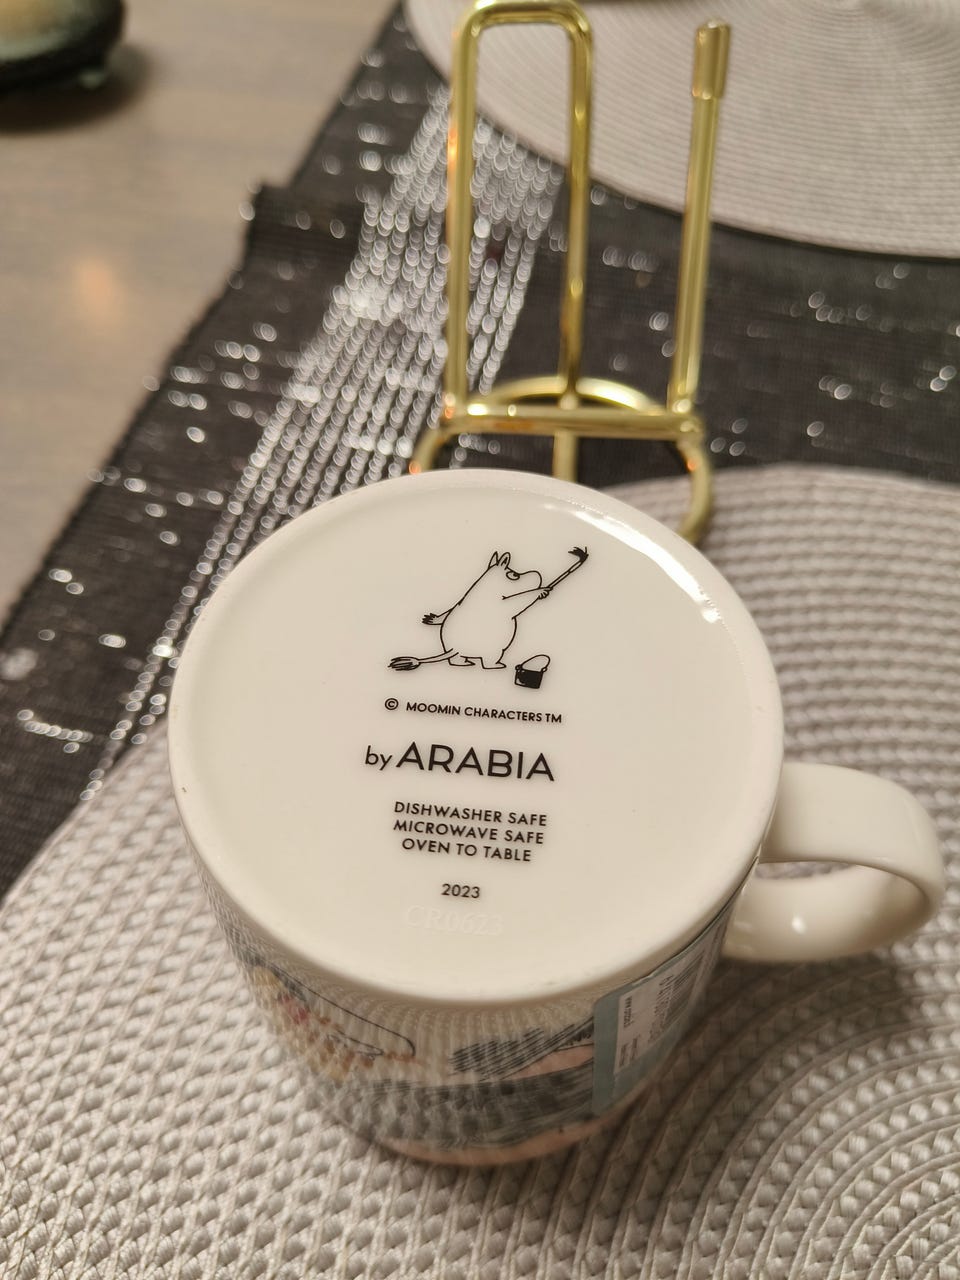 © MOOMIN CHARACTERS TM
by ARABIA
DISHWASHER SAFE
MICROWAVE SAFE
OVEN TO TABLE
2023
CR0623